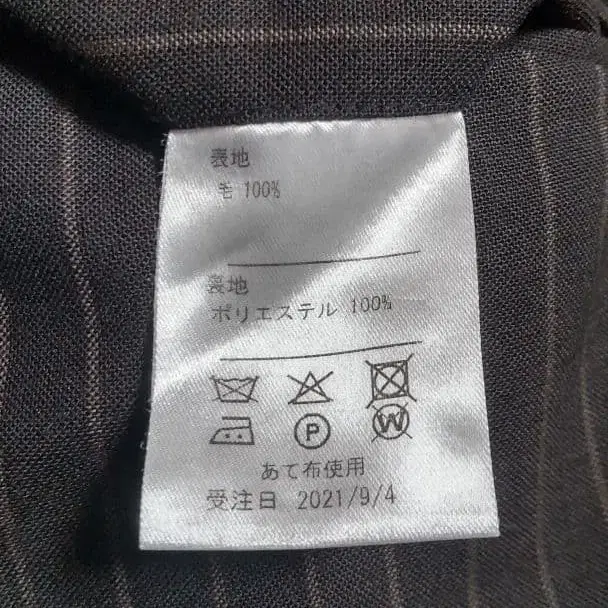 表地
毛 100%
裏地
ポリエステル 100%
P
W
あて布使用
受注日 2021/9/4